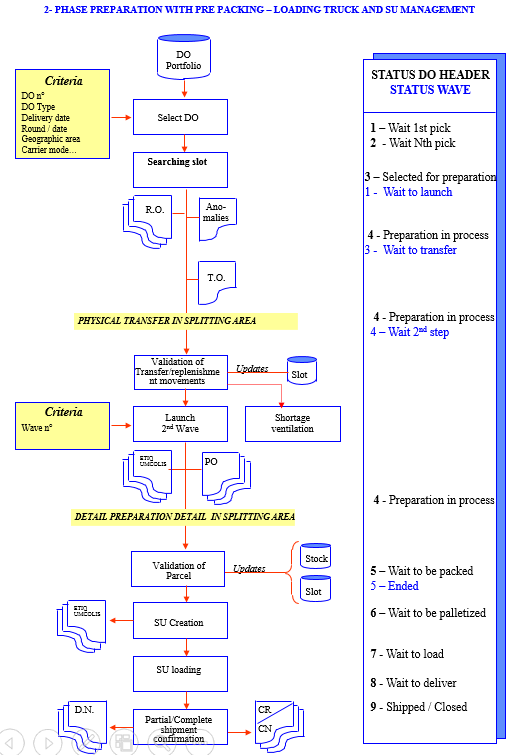 2- PHASE PREPARATION WITH PRE PACKING – LOADING TRUCK AND SU MANAGEMENT
DO
Portfolio
Criteria
DO n°
DO Type
Delivery date
Round / date
Geographic area
Carrier mode...
Select DO
Searching slot
R.O.
Ano-
malies
T.O.
PHYSICAL TRANSFER IN SPLITTING AREA
Validation of
Transfer/replenishme
nt movements
Updates
Slot
Criteria
Wave n°
Launch
2nd Wave
Shortage
ventilation
ETIQ
UMCOLIS
PO
DETAIL PREPARATION DETAIL IN SPLITTING AREA
Validation of
Parcel
Updates
Stock
Slot
ETIQ
UMCOLIS
SU Creation
SU loading
D.N.
Partial/Complete
shipment
confirmation
CR
CN
STATUS DO HEADER
STATUS WAVE
1 – Wait 1st pick
2 - Wait Nth pick
3 – Selected for preparation
1 - Wait to launch
4 - Preparation in process
3 - Wait to transfer
4 - Preparation in process
4 – Wait 2nd step
4 - Preparation in process
5 – Wait to be packed
5 – Ended
6 – Wait to be palletized
7 - Wait to load
8 - Wait to deliver
9 - Shipped / Closed